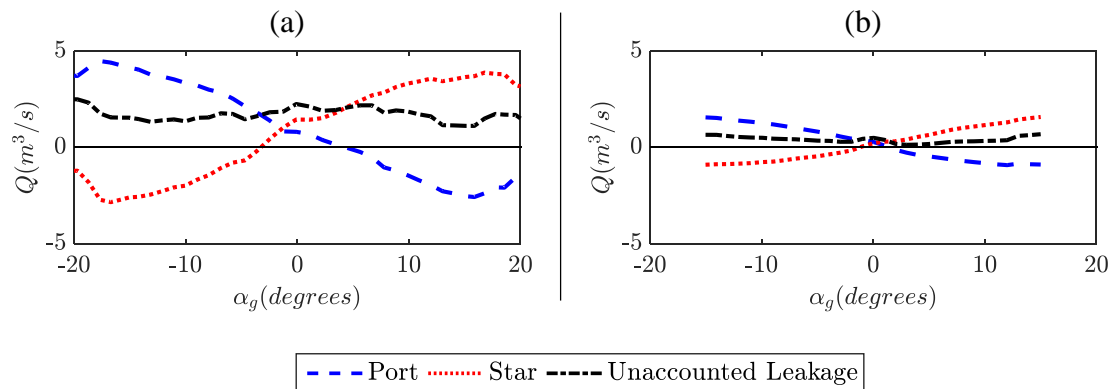 (a)
5
0
-5
-20 -10 0 10 20
Q(m³/s)
α_g(degrees)
(b)
5
0
-5
-20 -10 0 10 20
Q(m³/s)
α_g(degrees)
Port Star Unaccounted Leakage